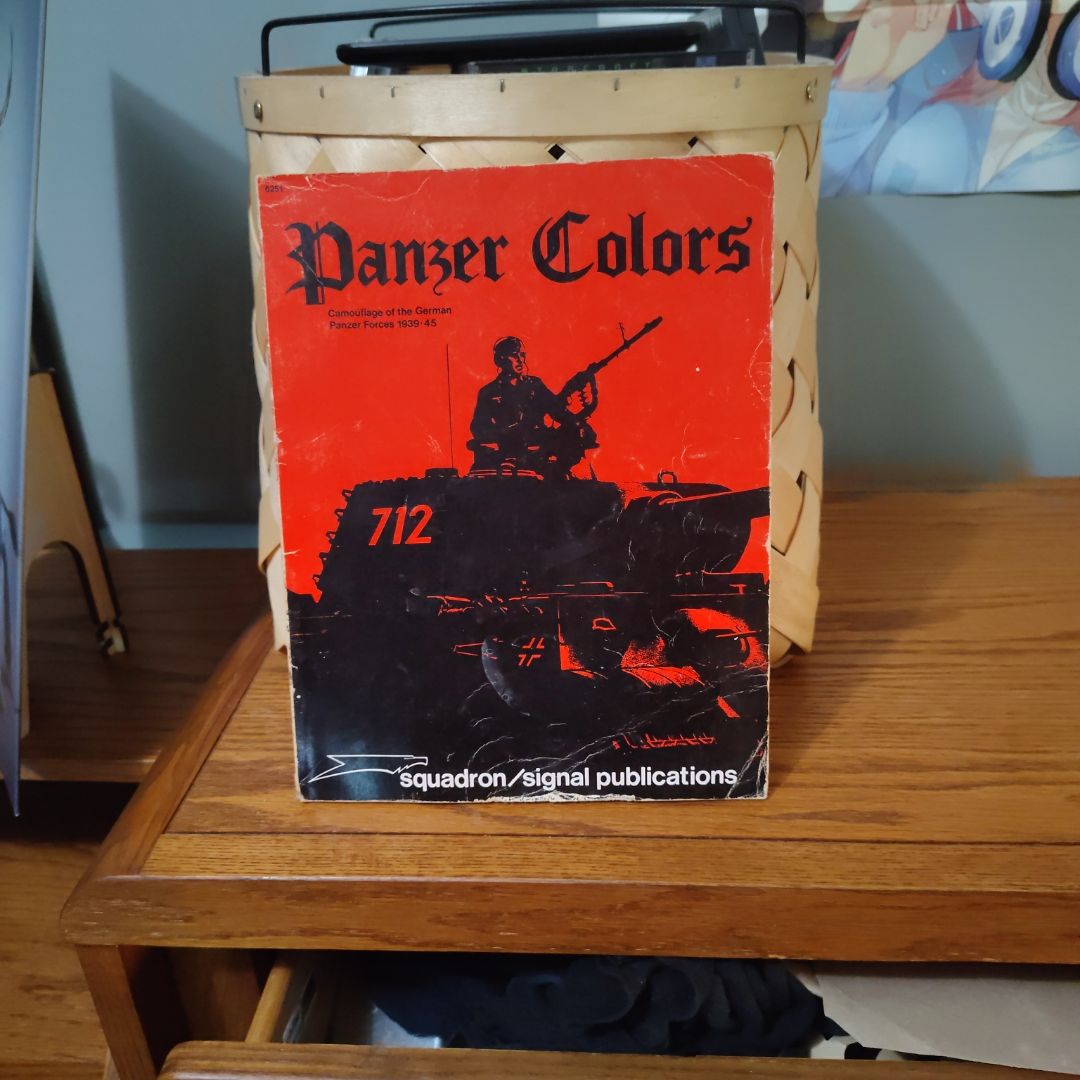 6251
Panzer Colors
Camouflage of the German
Panzer Forces 1939-45
712
squadron/signal publications